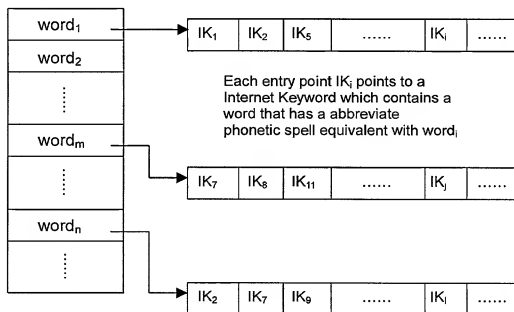 word₁
IK₁ IK₂ IK₅ ...... IKᵢ ......
word₂
Each entry point IKᵢ points to a
Internet Keyword which contains a
word that has a abbreviate
phonetic spell equivalent with wordᵢ
......
wordₘ
IK₇ IK₈ IK₁₁ ...... IKⱼ ......
......
wordₙ
......
IK₂ IK₇ IK₉ ...... IKᵢ ......